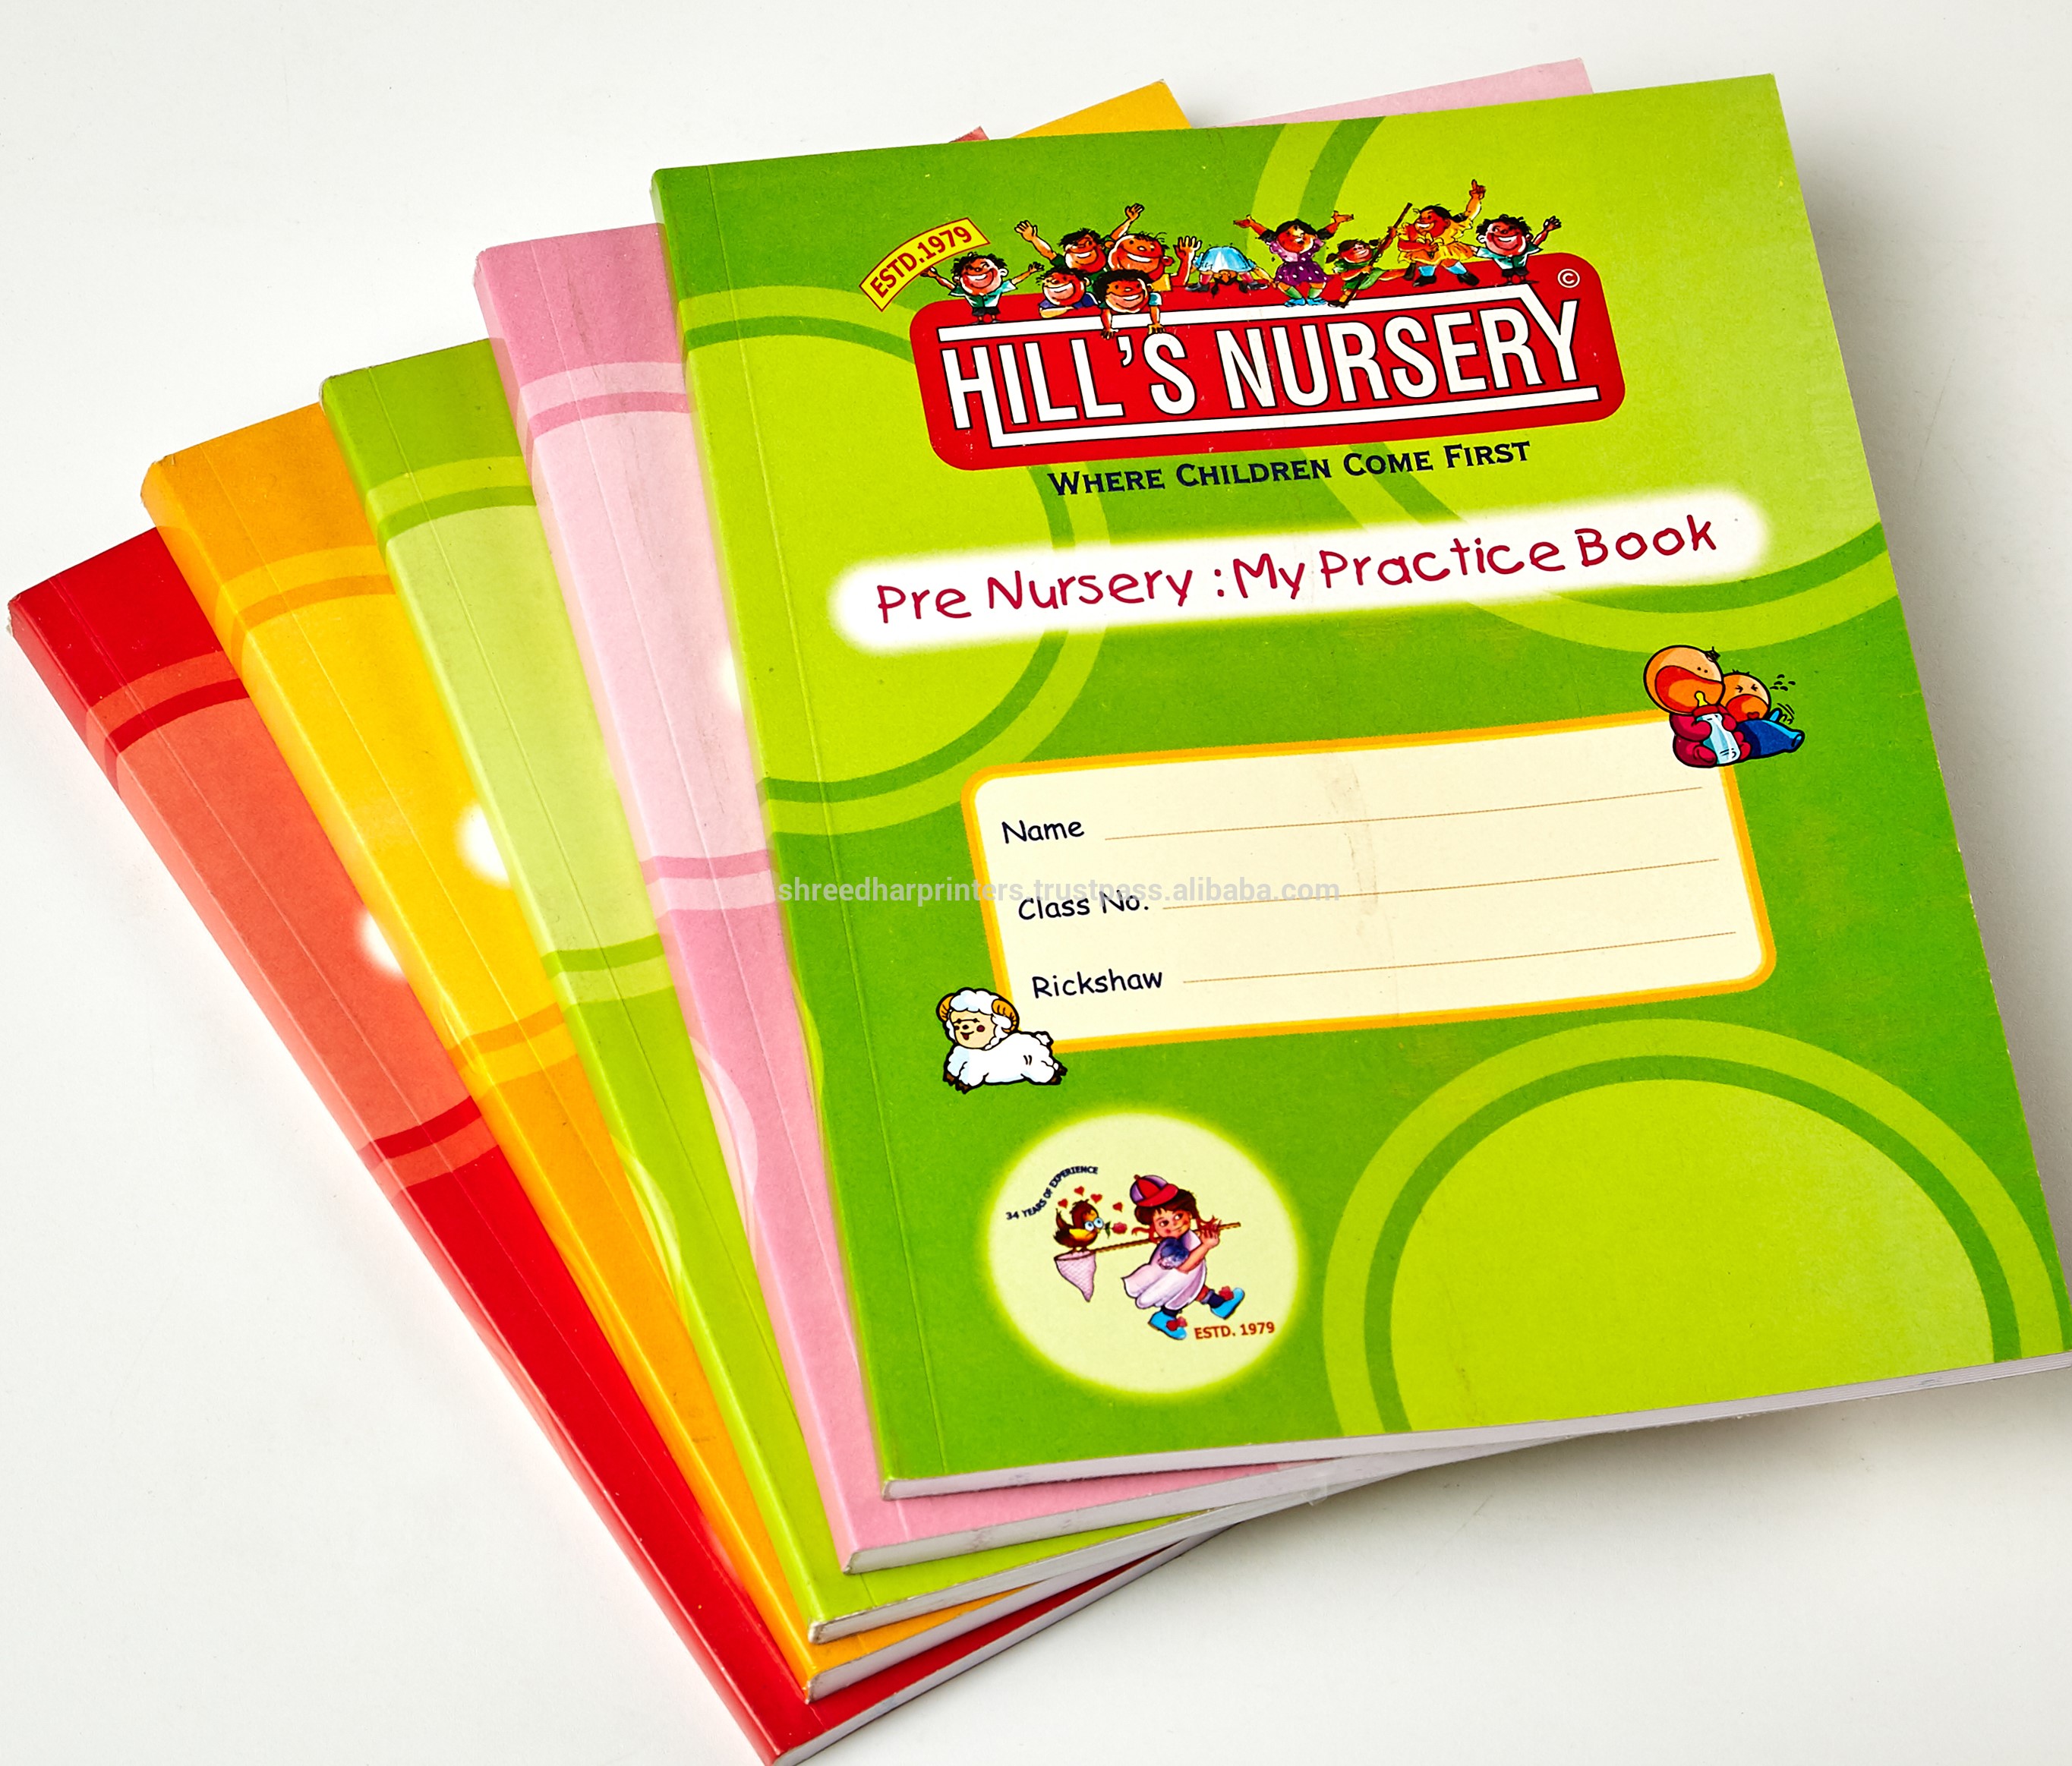 ESTD.1979
©
HILL'S NURSERY
WHERE CHILDREN COME FIRST
Pre Nursery : My Practice Book
Name
shreedharprinters.trustpass.alibaba.com
Class No.
Rickshaw
34 YEARS OF EXPERIENCE
ESTD. 1979